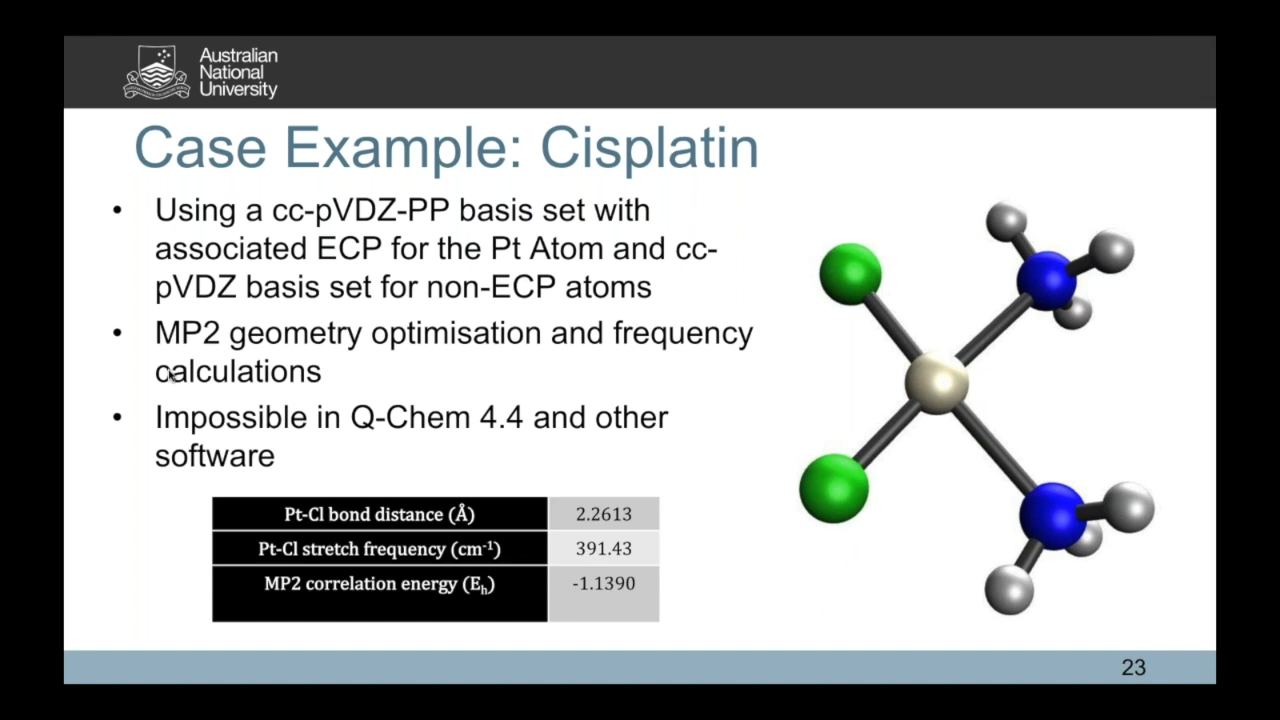 Australian
National
University
Case Example: Cisplatin
• Using a cc-pVDZ-PP basis set with
associated ECP for the Pt Atom and cc-
pVDZ basis set for non-ECP atoms
• MP2 geometry optimisation and frequency
calculations
• Impossible in Q-Chem 4.4 and other
software
Pt-Cl bond distance (Å) 2.2613
Pt-Cl stretch frequency (cm⁻¹) 391.43
MP2 correlation energy (Eₕ) -1.1390
23